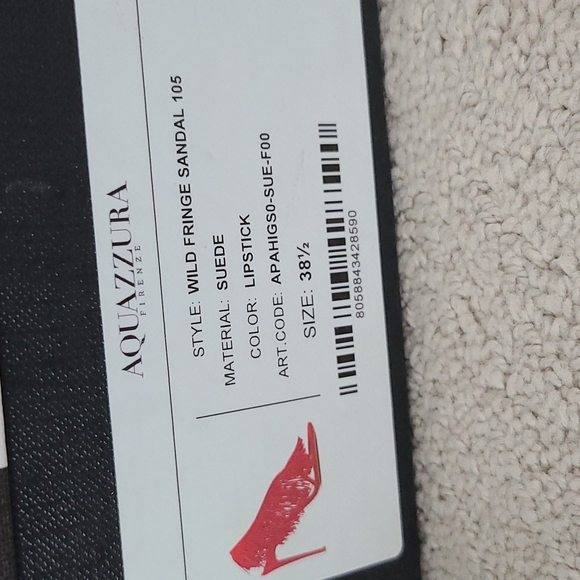 AQUAZZURA
FIRENZE
STYLE: WILD FRINGE SANDAL 105
MATERIAL: SUEDE
COLOR: LIPSTICK
ART.CODE: APAHIGS0-SUE-F00
SIZE: 38½
8058843428590